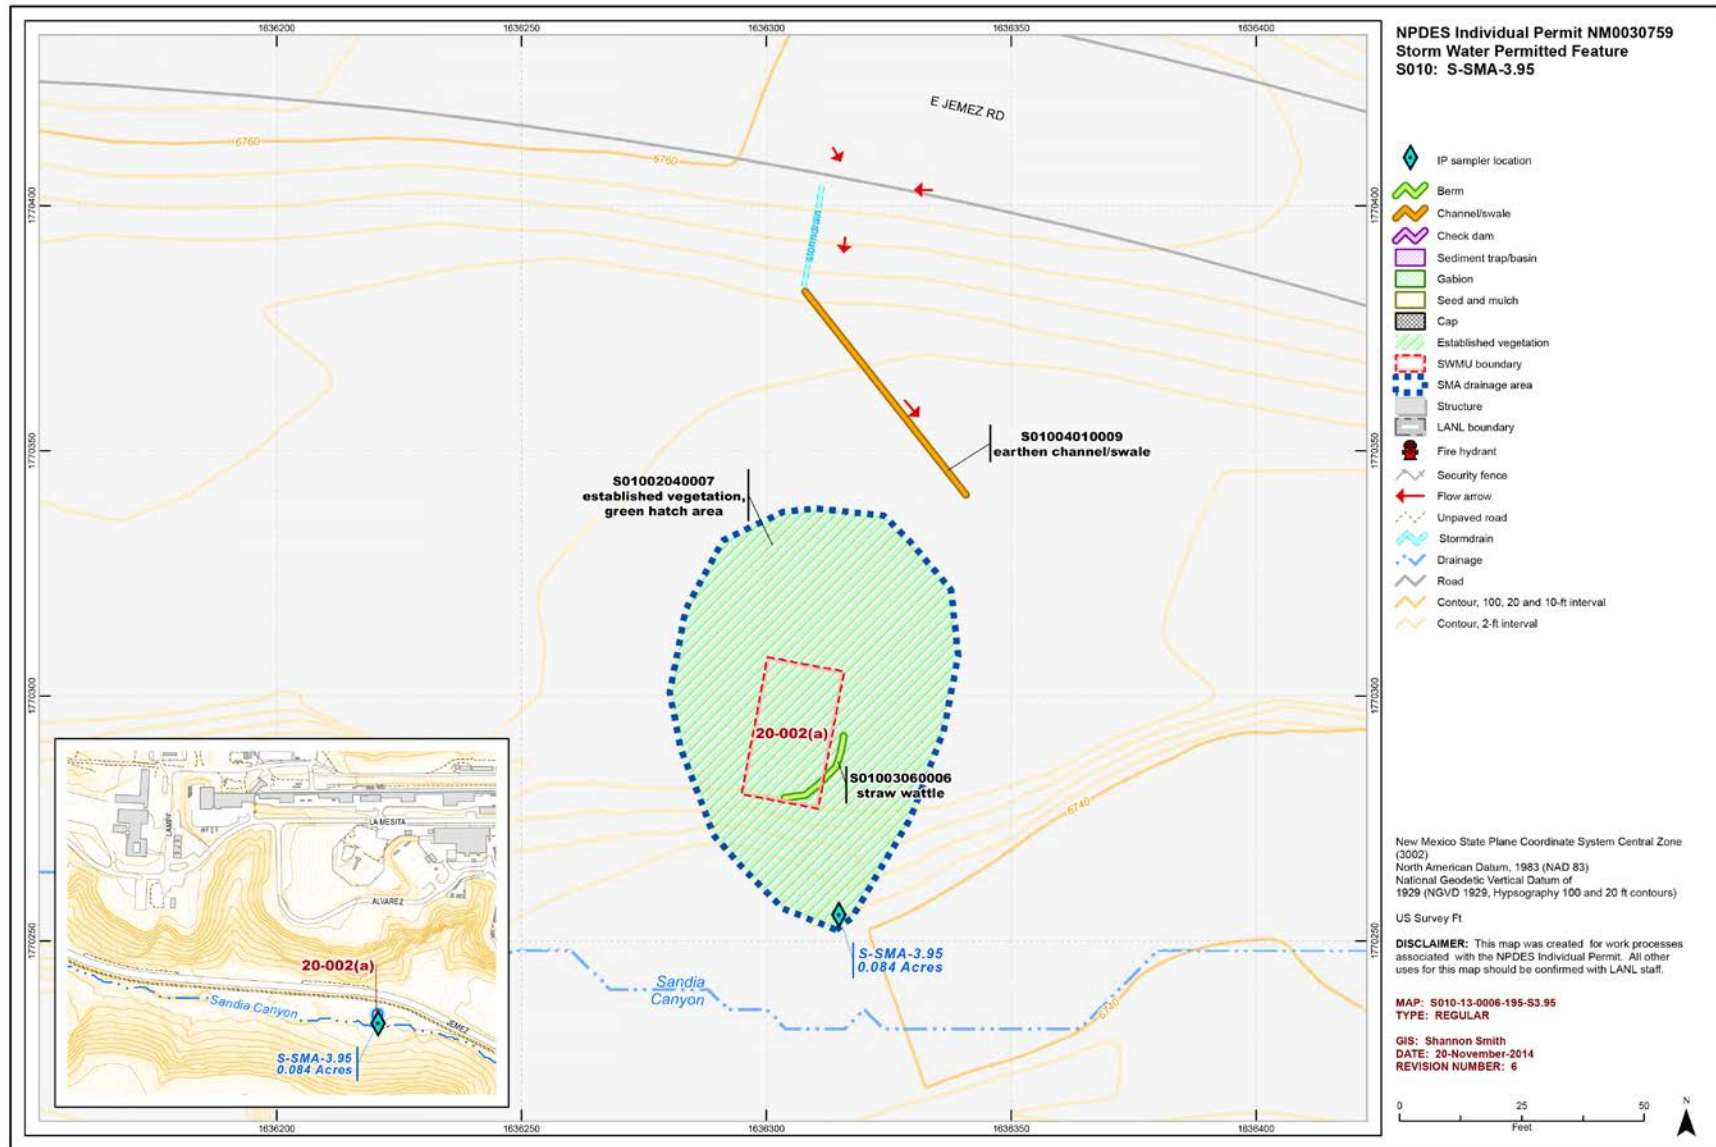 NPDES Individual Permit NM0030759
Storm Water Permitted Feature
S010: S-SMA-3.95
1636200
1636250
1636300
1636350
1636400
1770400
1770350
1770300
1770250
1770400
1770350
1770300
1770250
E JEMEZ RD
6760
6760
stormdrain
S01004010009
earthen channel/swale
S01002040007
established vegetation,
green hatch area
20-002(a)
S01003060006
straw wattle
6740
6740
S-SMA-3.95
0.084 Acres
Sandia
Canyon
LAMPF
LA MESITA
ALVAREZ
20-002(a)
Sandia Canyon
JEMEZ
S-SMA-3.95
0.084 Acres
1636200
1636250
1636300
1636350
1636400
IP sampler location
Berm
Channel/swale
Check dam
Sediment trap/basin
Gabion
Seed and mulch
Cap
Established vegetation
SWMU boundary
SMA drainage area
Structure
LANL boundary
Fire hydrant
Security fence
Flow arrow
Unpaved road
Stormdrain
Drainage
Road
Contour, 100, 20 and 10-ft interval
Contour, 2-ft interval
New Mexico State Plane Coordinate System Central Zone
(3002)
North American Datum, 1983 (NAD 83)
National Geodetic Vertical Datum of
1929 (NGVD 1929, Hypsography 100 and 20 ft contours)
US Survey Ft
DISCLAIMER: This map was created for work processes
associated with the NPDES Individual Permit. All other
uses for this map should be confirmed with LANL staff.
MAP: S010-13-0006-195-S3.95
TYPE: REGULAR
GIS: Shannon Smith
DATE: 20-November-2014
REVISION NUMBER: 6
0 25 50
Feet
N